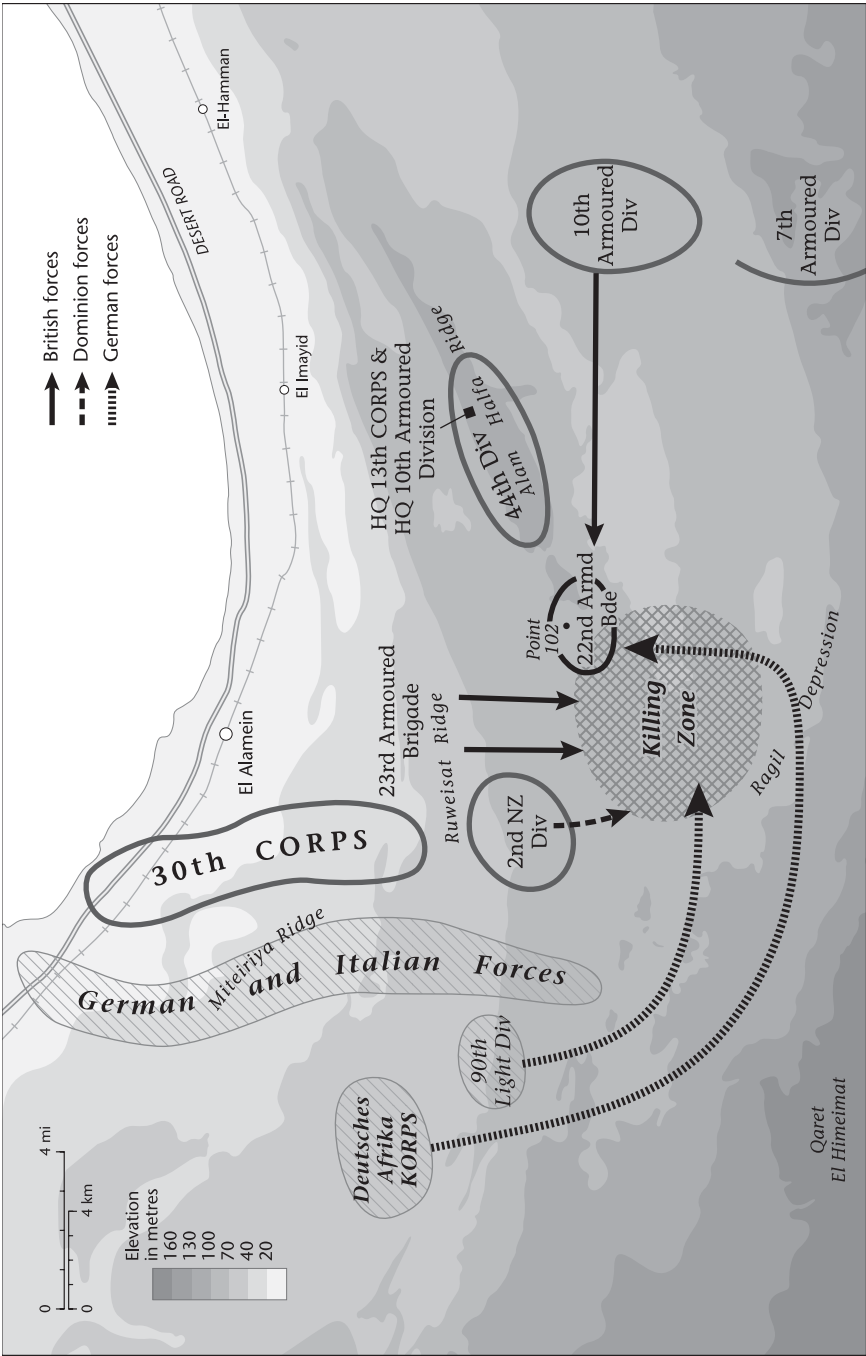 British forces
Dominion forces
German forces
DESERT ROAD
El-Hamman
El Imayid
El Alamein
HQ 13th CORPS &
HQ 10th Armoured
Division
44th Div
Alam Halfa Ridge
10th
Armoured
Div
7th
Armoured
Div
Point
102
22nd Armd
Bde
23rd Armoured
Brigade
Ruweisat Ridge
2nd NZ
Div
Killing
Zone
Ragil Depression
30th CORPS
Miteiriya Ridge
German and Italian Forces
90th
Light Div
Deutsches
Afrika
KORPS
Qaret
El Himeimat
0 4 mi
0 4 km
Elevation
in metres
160
130
100
70
40
20